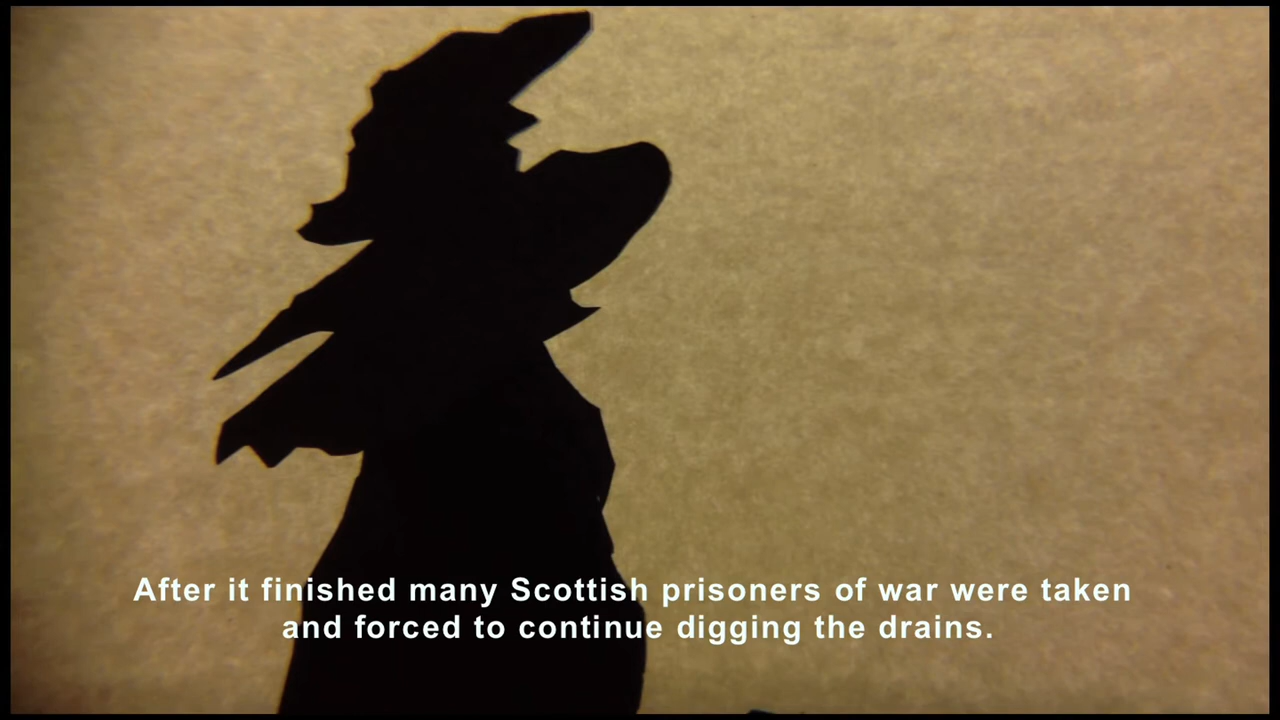 After it finished many Scottish prisoners of war were taken
and forced to continue digging the drains.